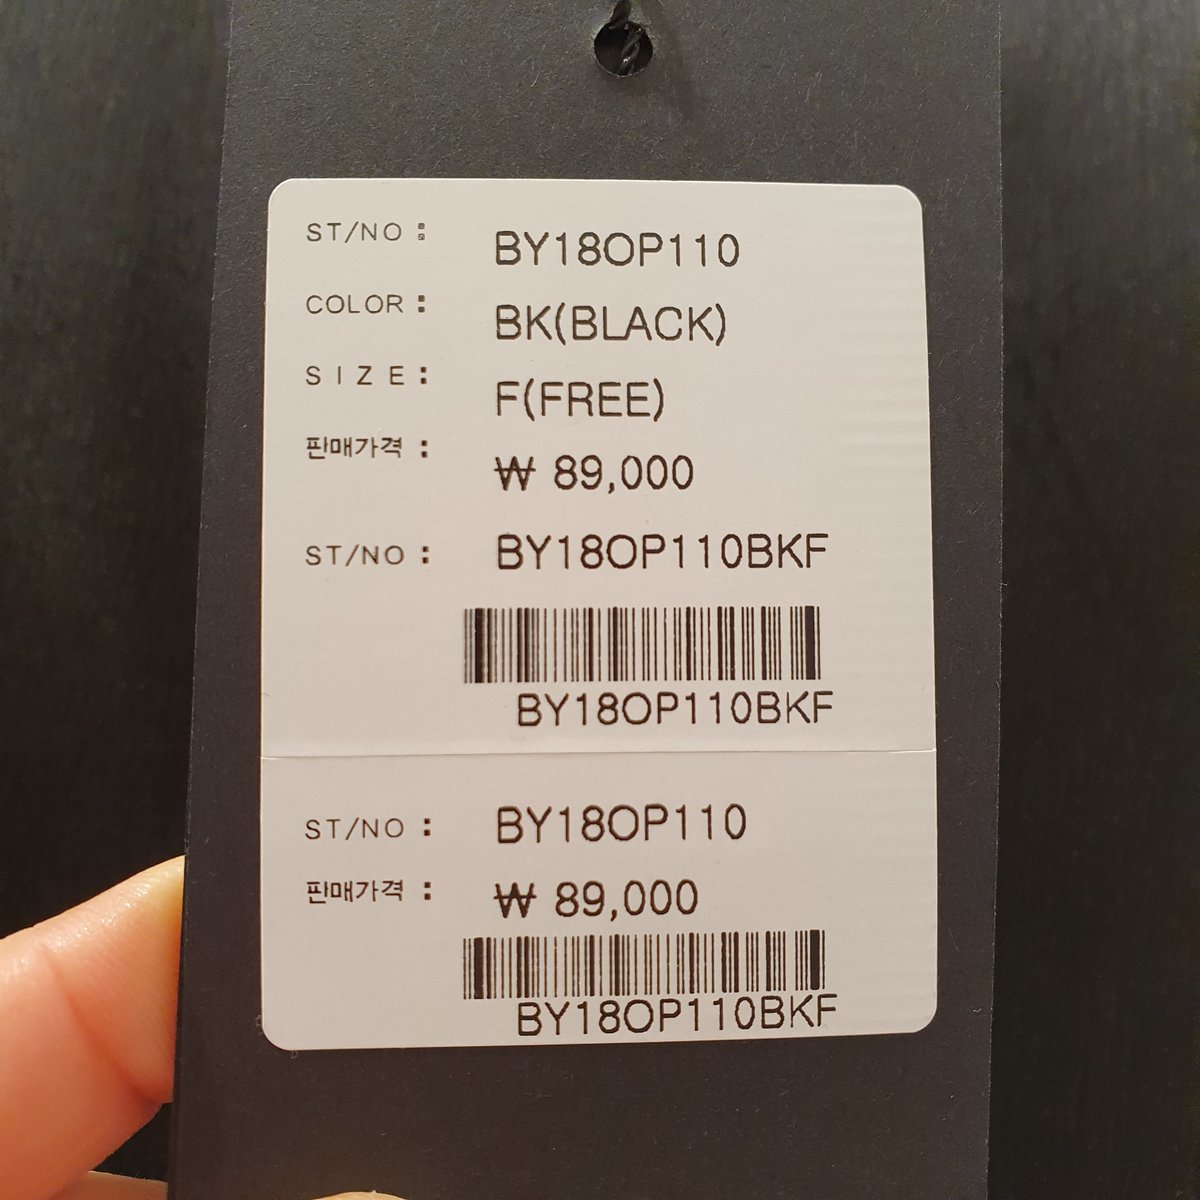 ST/NO : BY18OP110
COLOR : BK(BLACK)
SIZE : F(FREE)
판매가격 : ₩ 89,000
ST/NO : BY18OP110BKF
BY18OP110BKF
ST/NO : BY18OP110
판매가격 : ₩ 89,000
BY18OP110BKF